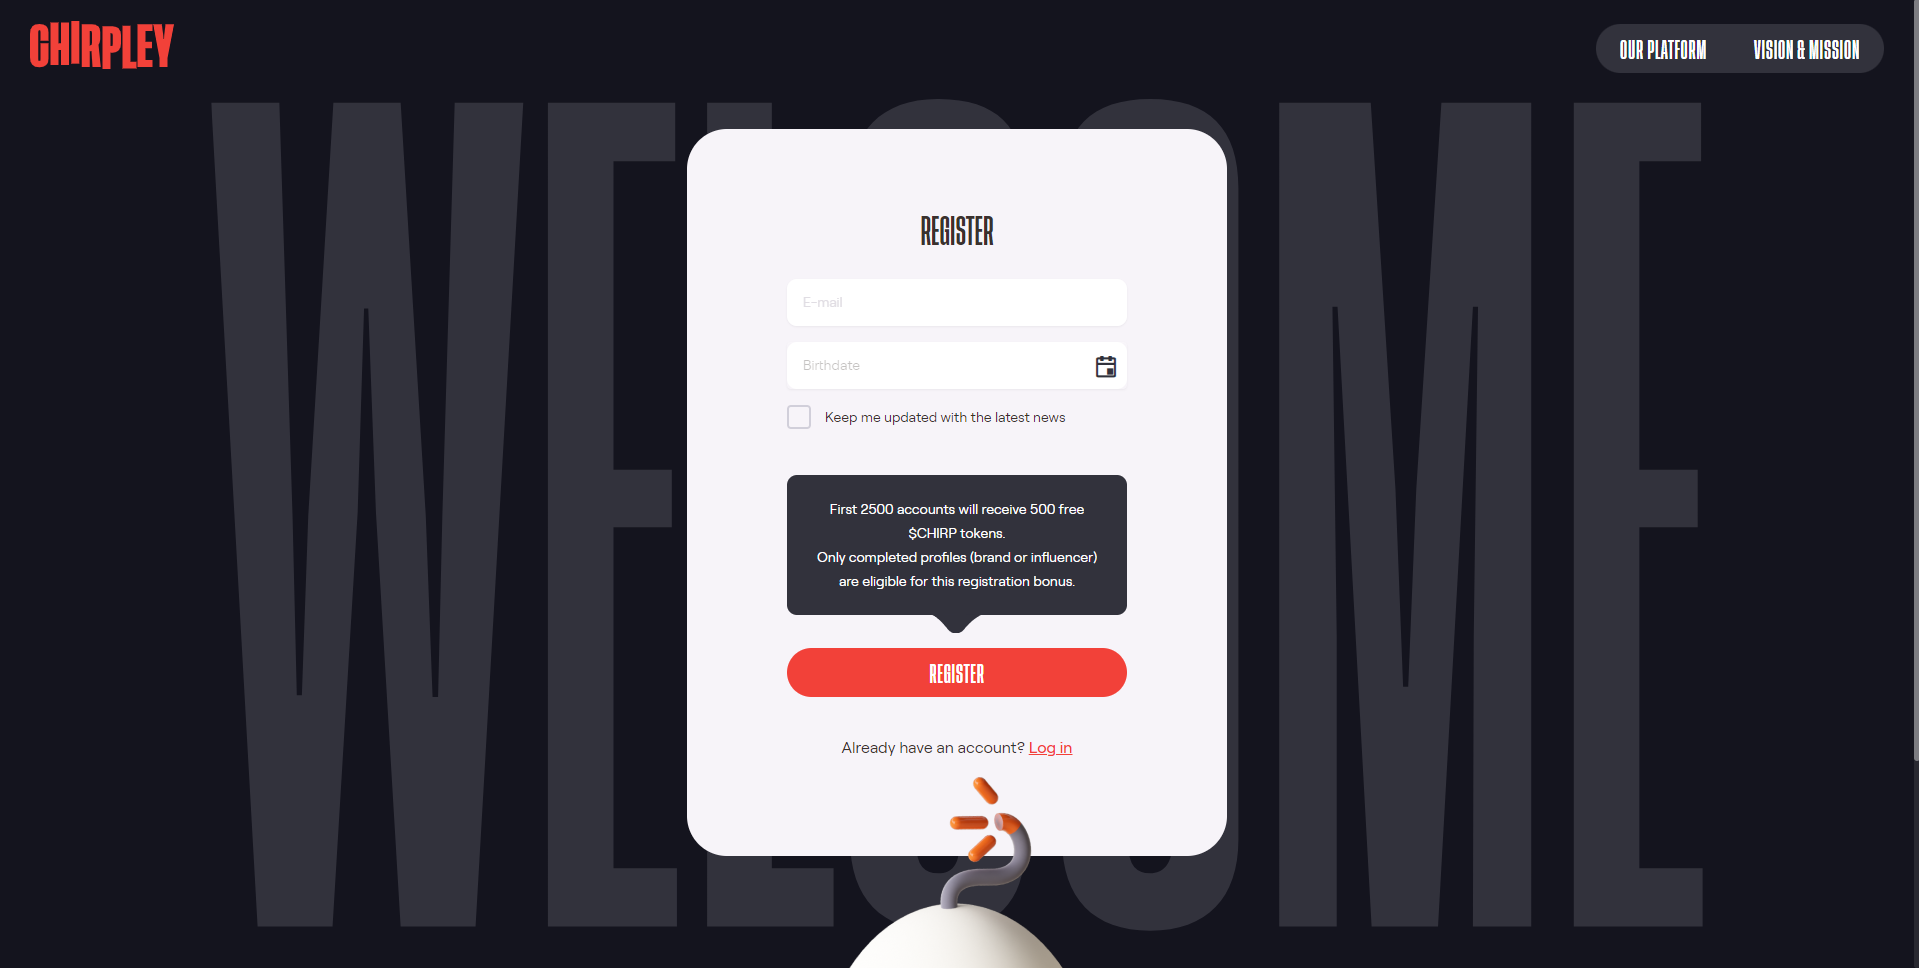 CHIRPLEY
OUR PLATFORM
VISION & MISSION
WELCOME
REGISTER
E-mail
Birthdate
Keep me updated with the latest news
First 2500 accounts will receive 500 free
$CHIRP tokens.
Only completed profiles (brand or influencer)
are eligible for this registration bonus.
REGISTER
Already have an account? Log in